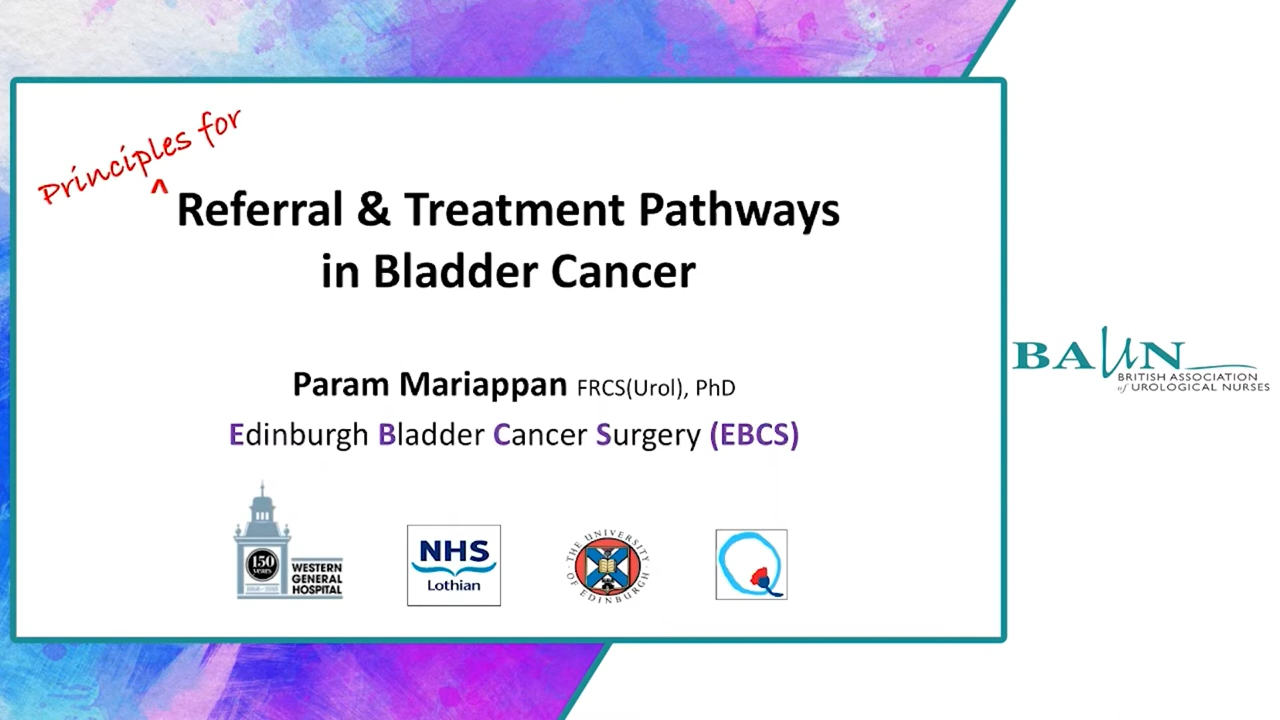 Principles for
^
Referral & Treatment Pathways
in Bladder Cancer
Param Mariappan FRCS(Urol), PhD
Edinburgh Bladder Cancer Surgery (EBCS)
150
years
WESTERN
GENERAL
HOSPITAL
NHS
Lothian
THE UNIVERSITY
OF EDINBURGH
BAUN
BRITISH ASSOCIATION
of UROLOGICAL NURSES